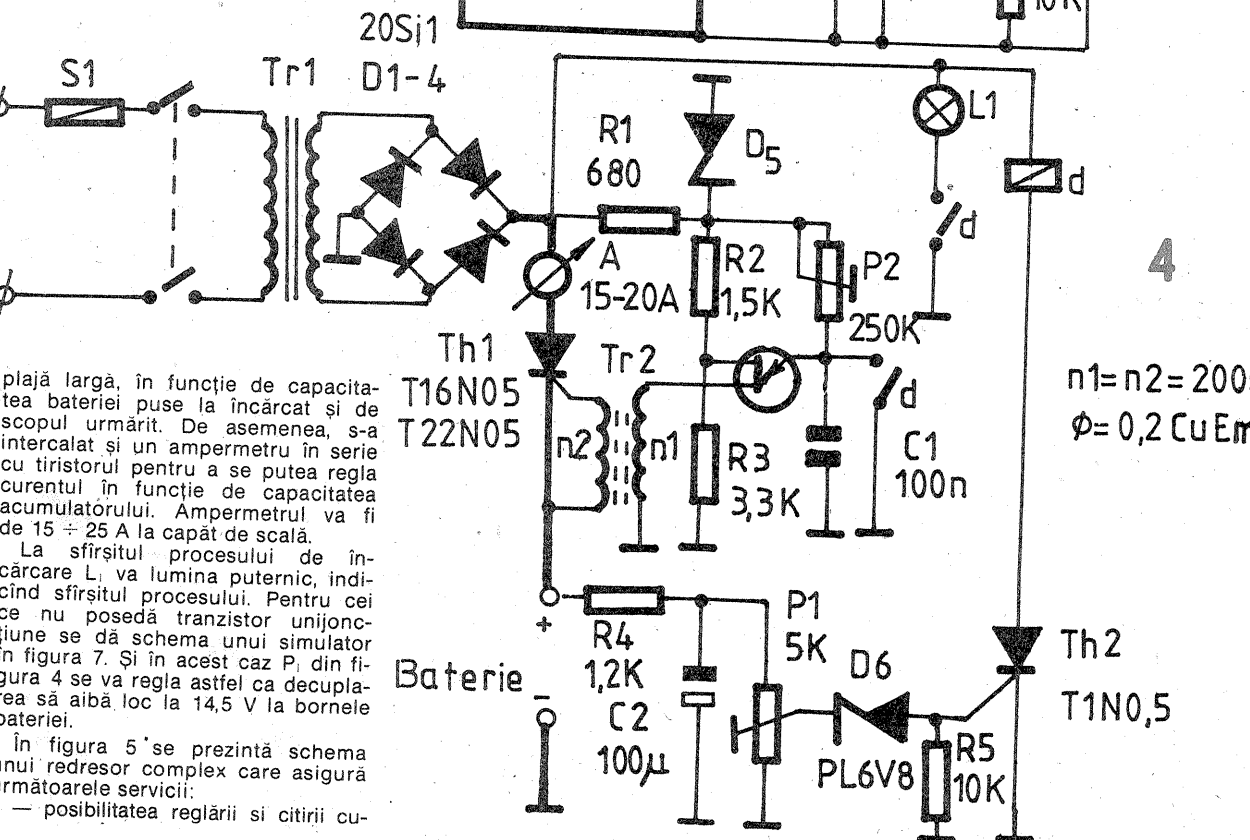 10K
20Si1
S1
Tr1
D1-4
L1
R1
680
D5
d
d
A
15-20A
R2
1,5K
P2
250K
4
Th1
T16N05
T22N05
Tr2
n2
n1
d
R3
3,3K
C1
100n
n1=n2=200
ϕ=0,2 CuEm
plajă largă, în funcție de capacita-
tea bateriei puse la încărcat și de
scopul urmărit. De asemenea, s-a
intercalat și un ampermetru în serie
cu tiristorul pentru a se putea regla
curentul în funcție de capacitatea
acumulatórului. Ampermetrul va fi
de 15 ÷ 25 A la capăt de scală.
La sfîrșitul procesului de în-
cărcare L₁ va lumina puternic, indi-
cînd sfîrșitul procesului. Pentru cei
ce nu posedă tranzistor unijonc-
țiune se dă schema unui simulator
în figura 7. Și în acest caz P₁ din fi-
gura 4 se va regla astfel ca decupla-
rea să aibă loc la 14,5 V la bornele
bateriei.
În figura 5 se prezintă schema
unui redresor complex care asigură
următoarele servicii:
— posibilitatea reglării si citirii cu-
+
Baterie
-
R4
1,2K
C2
100µ
P1
5K
D6
PL6V8
R5
10K
Th2
T1N0,5